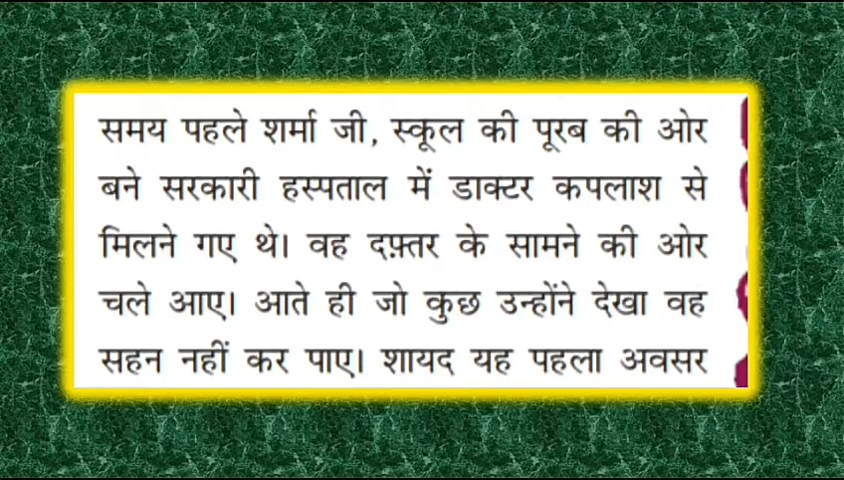 समय पहले शर्मा जी, स्कूल की पूरब की ओर
बने सरकारी हस्पताल में डाक्टर कपलाश से
मिलने गए थे। वह दफ़्तर के सामने की ओर
चले आए। आते ही जो कुछ उन्होंने देखा वह
सहन नहीं कर पाए। शायद यह पहला अवसर